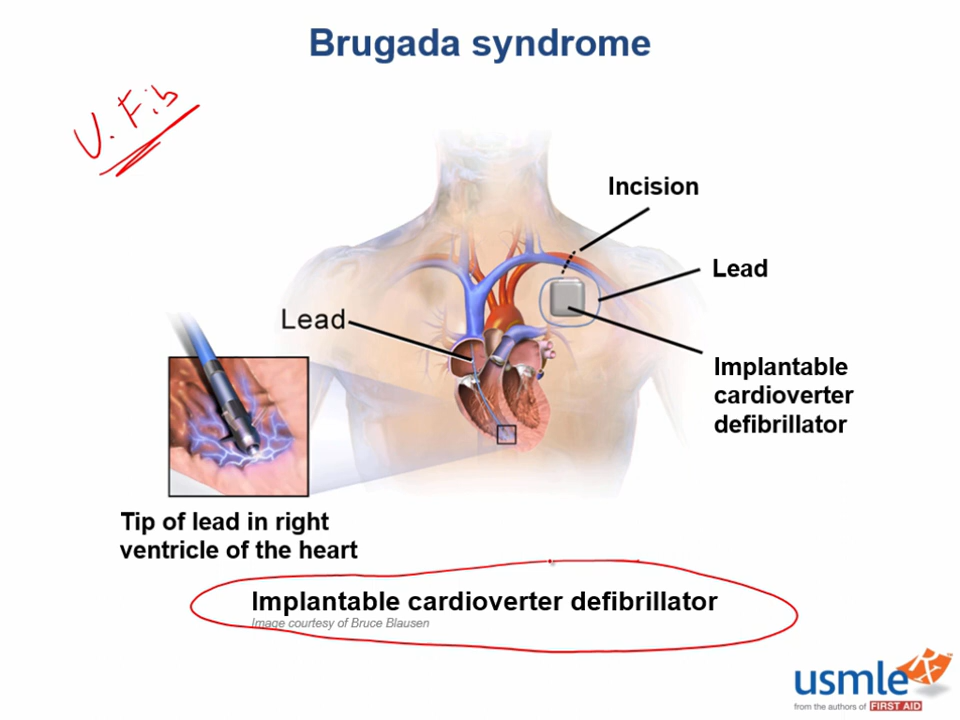 Brugada syndrome
V. Fib
Incision
Lead
Lead
Implantable
cardioverter
defibrillator
Tip of lead in right
ventricle of the heart
Implantable cardioverter defibrillator
Image courtesy of Bruce Blausen
usmle Rx™
from the authors of FIRST AID